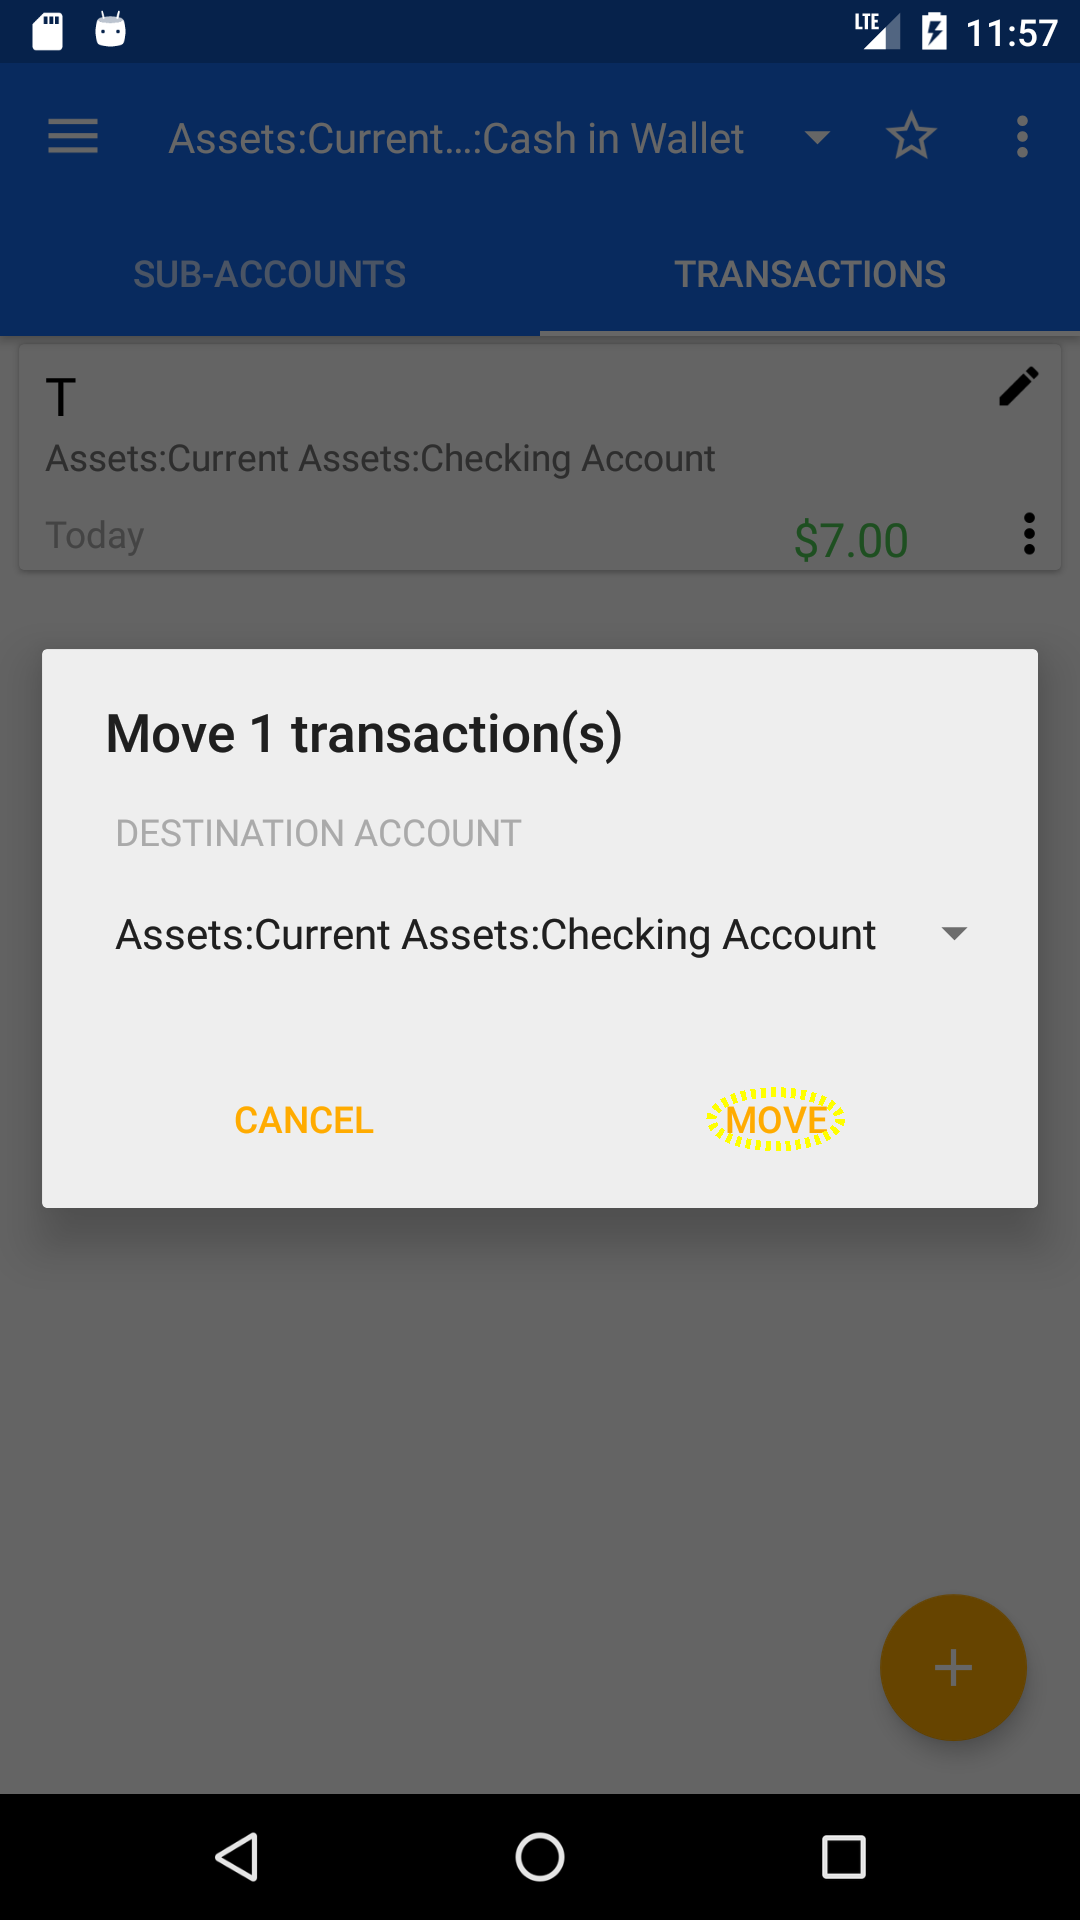 LTE 11:57
Assets:Current...:Cash in Wallet
SUB-ACCOUNTS TRANSACTIONS
T
Assets:Current Assets:Checking Account
Today $7.00
Move 1 transaction(s)
DESTINATION ACCOUNT
Assets:Current Assets:Checking Account
CANCEL MOVE